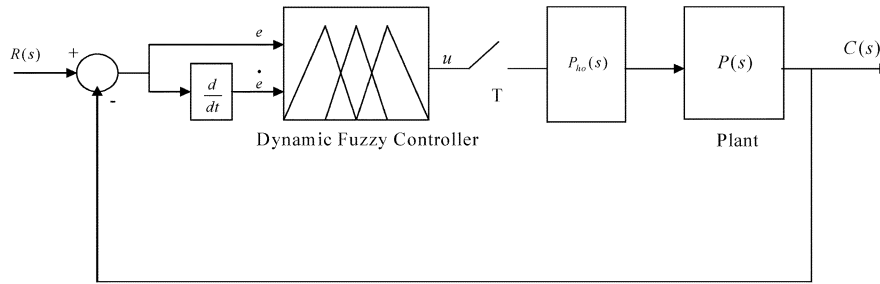 R(s)
+
-
e
d
dt
ė
u
T
P_ho(s)
P(s)
C(s)
Dynamic Fuzzy Controller
Plant